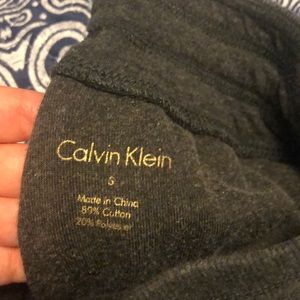 Calvin Klein
S
Made in China
80% Cotton
20% Polyester